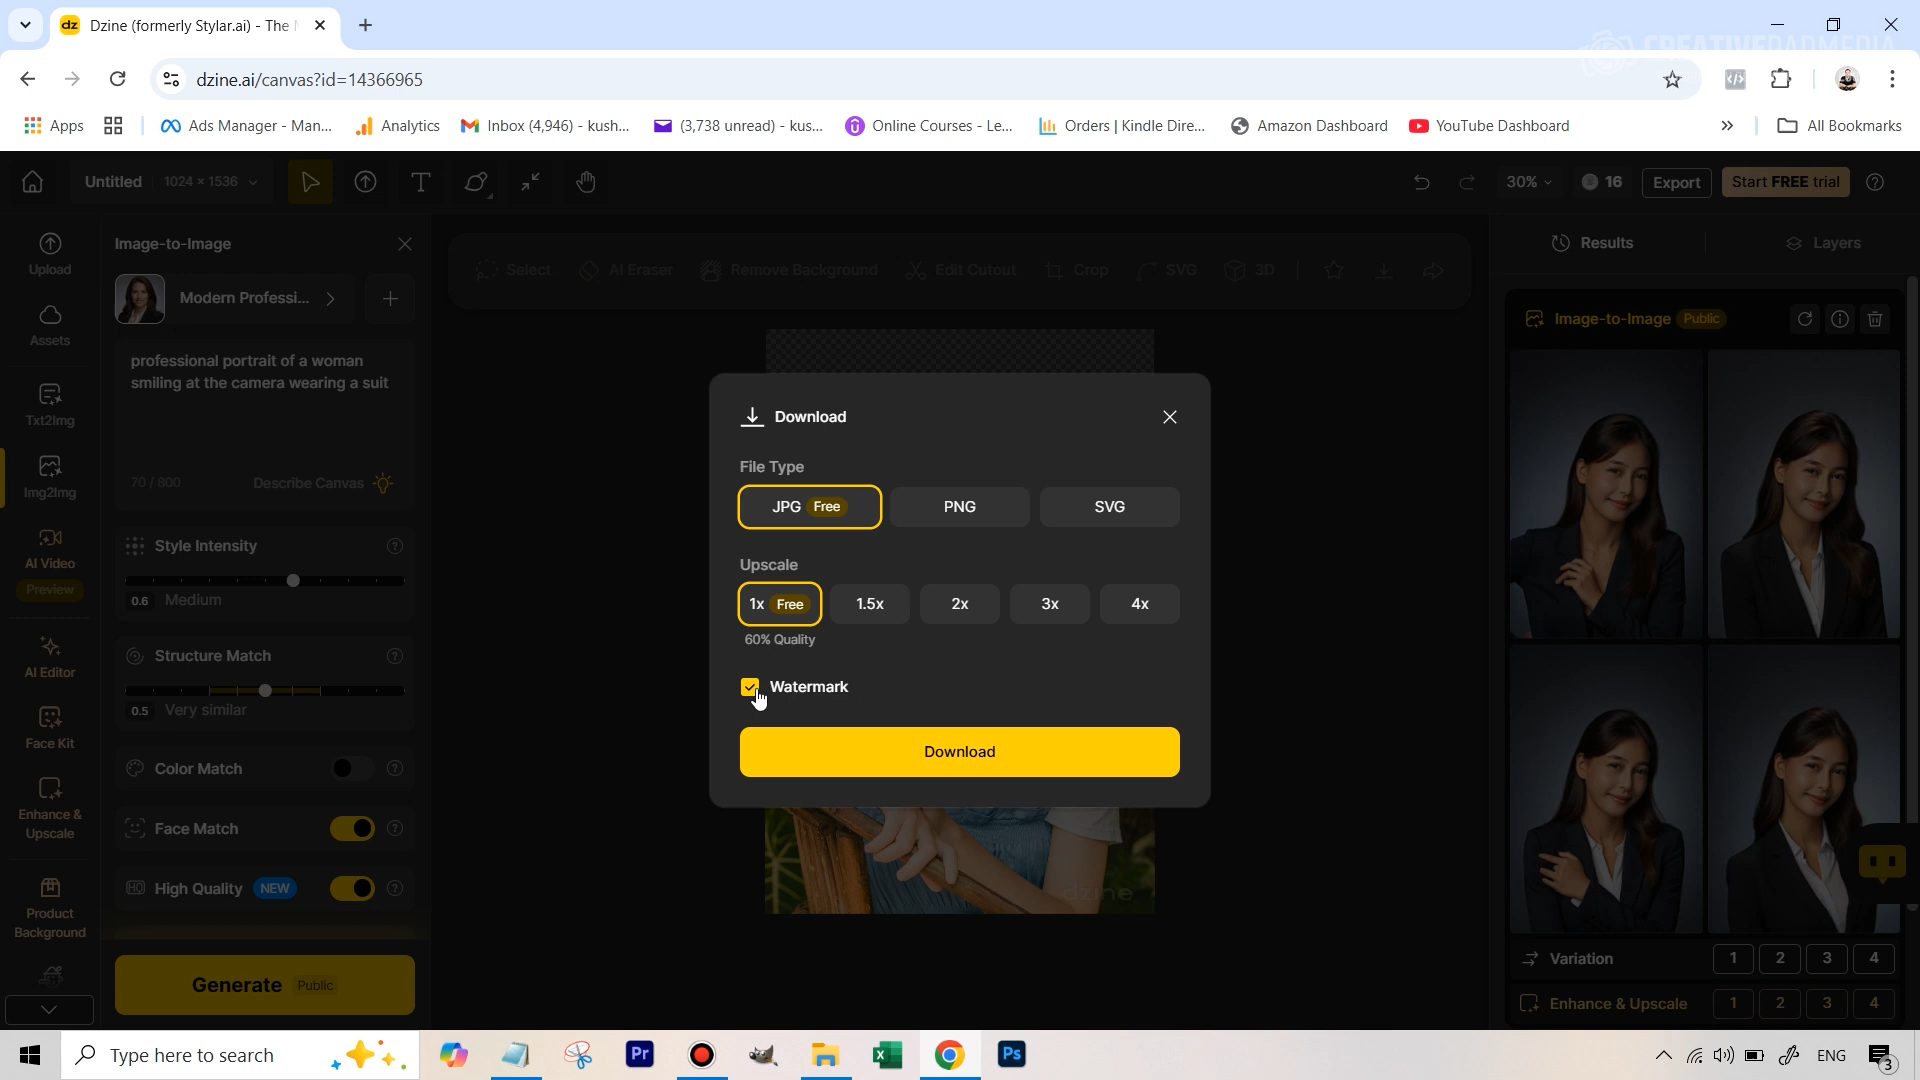 dz Dzine (formerly Stylar.ai) - The
CREATIVEPADMEDIA
dzine.ai/canvas?id=14366965
Apps
Ads Manager - Man...
Analytics
Inbox (4,946) - kush...
(3,738 unread) - kus...
Online Courses - Le...
Orders | Kindle Dire...
Amazon Dashboard
YouTube Dashboard
All Bookmarks
Untitled 1024 × 1536
30%
16
Export
Start FREE trial
Upload
Assets
Txt2Img
Img2Img
AI Video
Preview
AI Editor
Face Kit
Enhance &
Upscale
Product
Background
Image-to-Image
Modern Professi...
professional portrait of a woman
smiling at the camera wearing a suit
70 / 800 Describe Canvas
Style Intensity
0.6 Medium
Structure Match
0.5 Very similar
Color Match
Face Match
High Quality NEW
Generate Public
Select
AI Eraser
Remove Background
Edit Cutout
Crop
SVG
3D
Download
File Type
JPG Free
PNG
SVG
Upscale
1x Free
1.5x
2x
3x
4x
60% Quality
Watermark
Download
dzine
Results
Layers
Image-to-Image Public
Variation 1 2 3 4
Enhance & Upscale 1 2 3 4
Type here to search
Pr
Ps
ENG
3